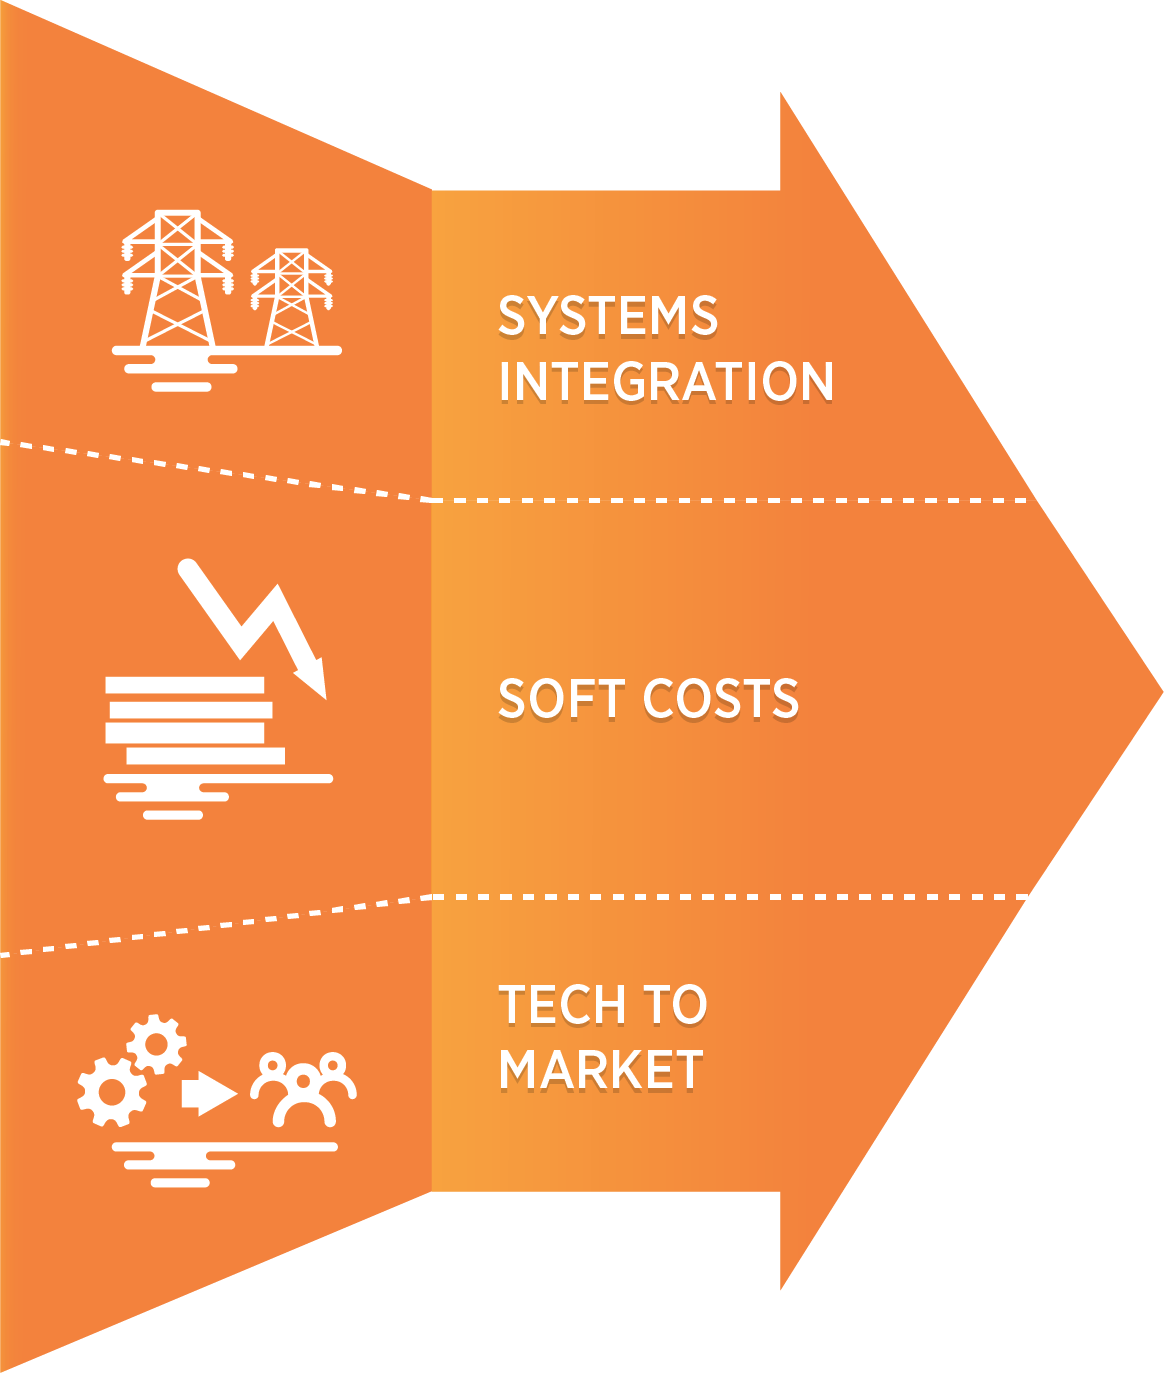 SYSTEMS
INTEGRATION
SOFT COSTS
TECH TO
MARKET